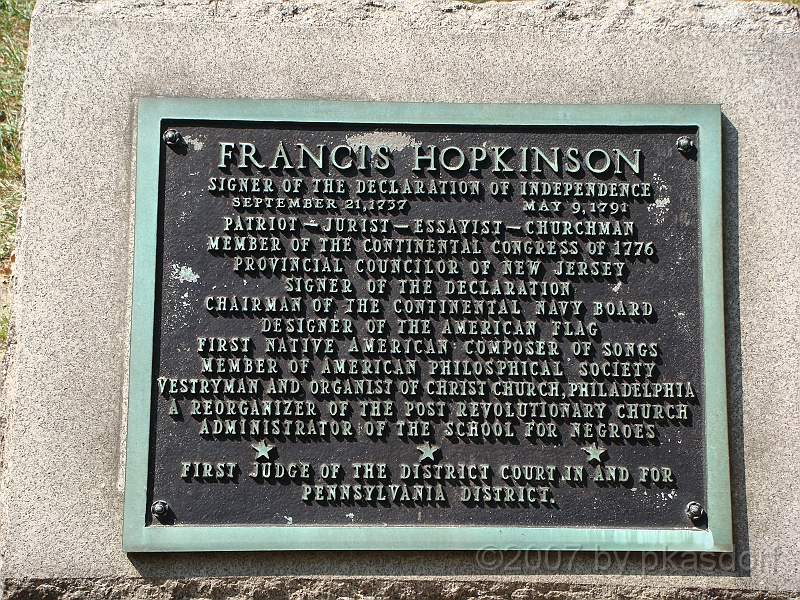 FRANCIS HOPKINSON
SIGNER OF THE DECLARATION OF INDEPENDENCE
SEPTEMBER 21, 1737 MAY 9, 1791
PATRIOT—JURIST—ESSAYIST—CHURCHMAN
MEMBER OF THE CONTINENTAL CONGRESS OF 1776
PROVINCIAL COUNCILOR OF NEW JERSEY
SIGNER OF THE DECLARATION
CHAIRMAN OF THE CONTINENTAL NAVY BOARD
DESIGNER OF THE AMERICAN FLAG
FIRST NATIVE AMERICAN COMPOSER OF SONGS
MEMBER OF AMERICAN PHILOSPHICAL SOCIETY
VESTRYMAN AND ORGANIST OF CHRIST CHURCH, PHILADELPHIA
A REORGANIZER OF THE POST REVOLUTIONARY CHURCH
ADMINISTRATOR OF THE SCHOOL FOR NEGROES
FIRST JUDGE OF THE DISTRICT COURT IN AND FOR
PENNSYLVANIA DISTRICT.
©2007 by pkasdorf